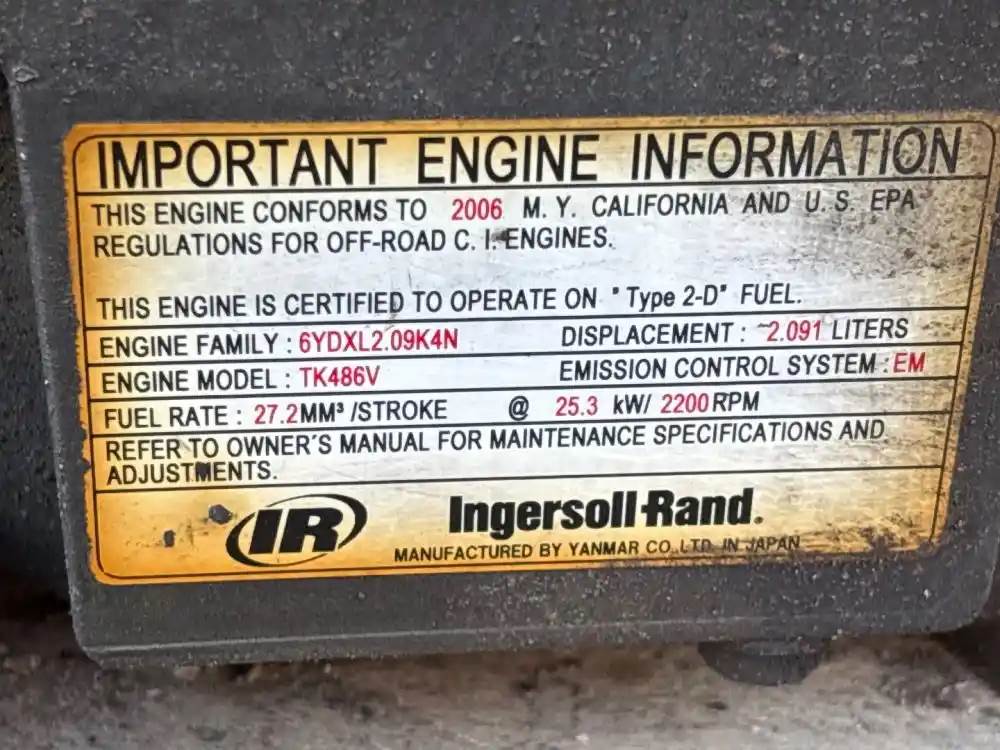 IMPORTANT ENGINE INFORMATION
THIS ENGINE CONFORMS TO 2006 M. Y. CALIFORNIA AND U. S. EPA
REGULATIONS FOR OFF-ROAD C. I. ENGINES.
THIS ENGINE IS CERTIFIED TO OPERATE ON "Type 2-D" FUEL.
ENGINE FAMILY : 6YDXL2.09K4N DISPLACEMENT : 2.091 LITERS
ENGINE MODEL : TK486V EMISSION CONTROL SYSTEM : EM
FUEL RATE : 27.2MM³/STROKE @ 25.3 kW/ 2200RPM
REFER TO OWNER'S MANUAL FOR MAINTENANCE SPECIFICATIONS AND
ADJUSTMENTS.
IR Ingersoll-Rand.
MANUFACTURED BY YANMAR CO.,LTD. IN JAPAN